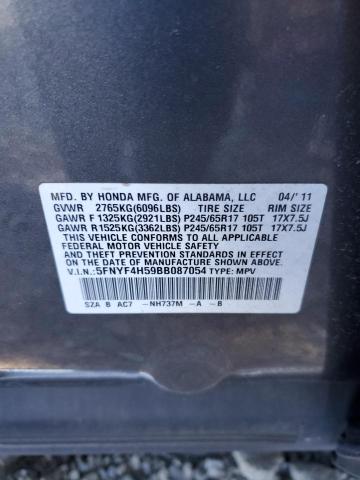 MFD. BY HONDA MFG. OF ALABAMA, LLC 04/'11
GVWR 2765KG(6096LBS) TIRE SIZE RIM SIZE
GAWR F 1325KG(2921LBS) P245/65R17 105T 17X7.5J
GAWR R 1525KG(3362LBS) P245/65R17 105T 17X7.5J
THIS VEHICLE CONFORMS TO ALL APPLICABLE
FEDERAL MOTOR VEHICLE SAFETY AND THEFT PREVENTION
STANDARDS IN EFFECT ON THE DATE OF MANUFACTURE SHOWN ABOVE.
V.I.N.:5FNYF4H59BB087054 TYPE: MPV
SZA B AC7 -NH737M -A -B